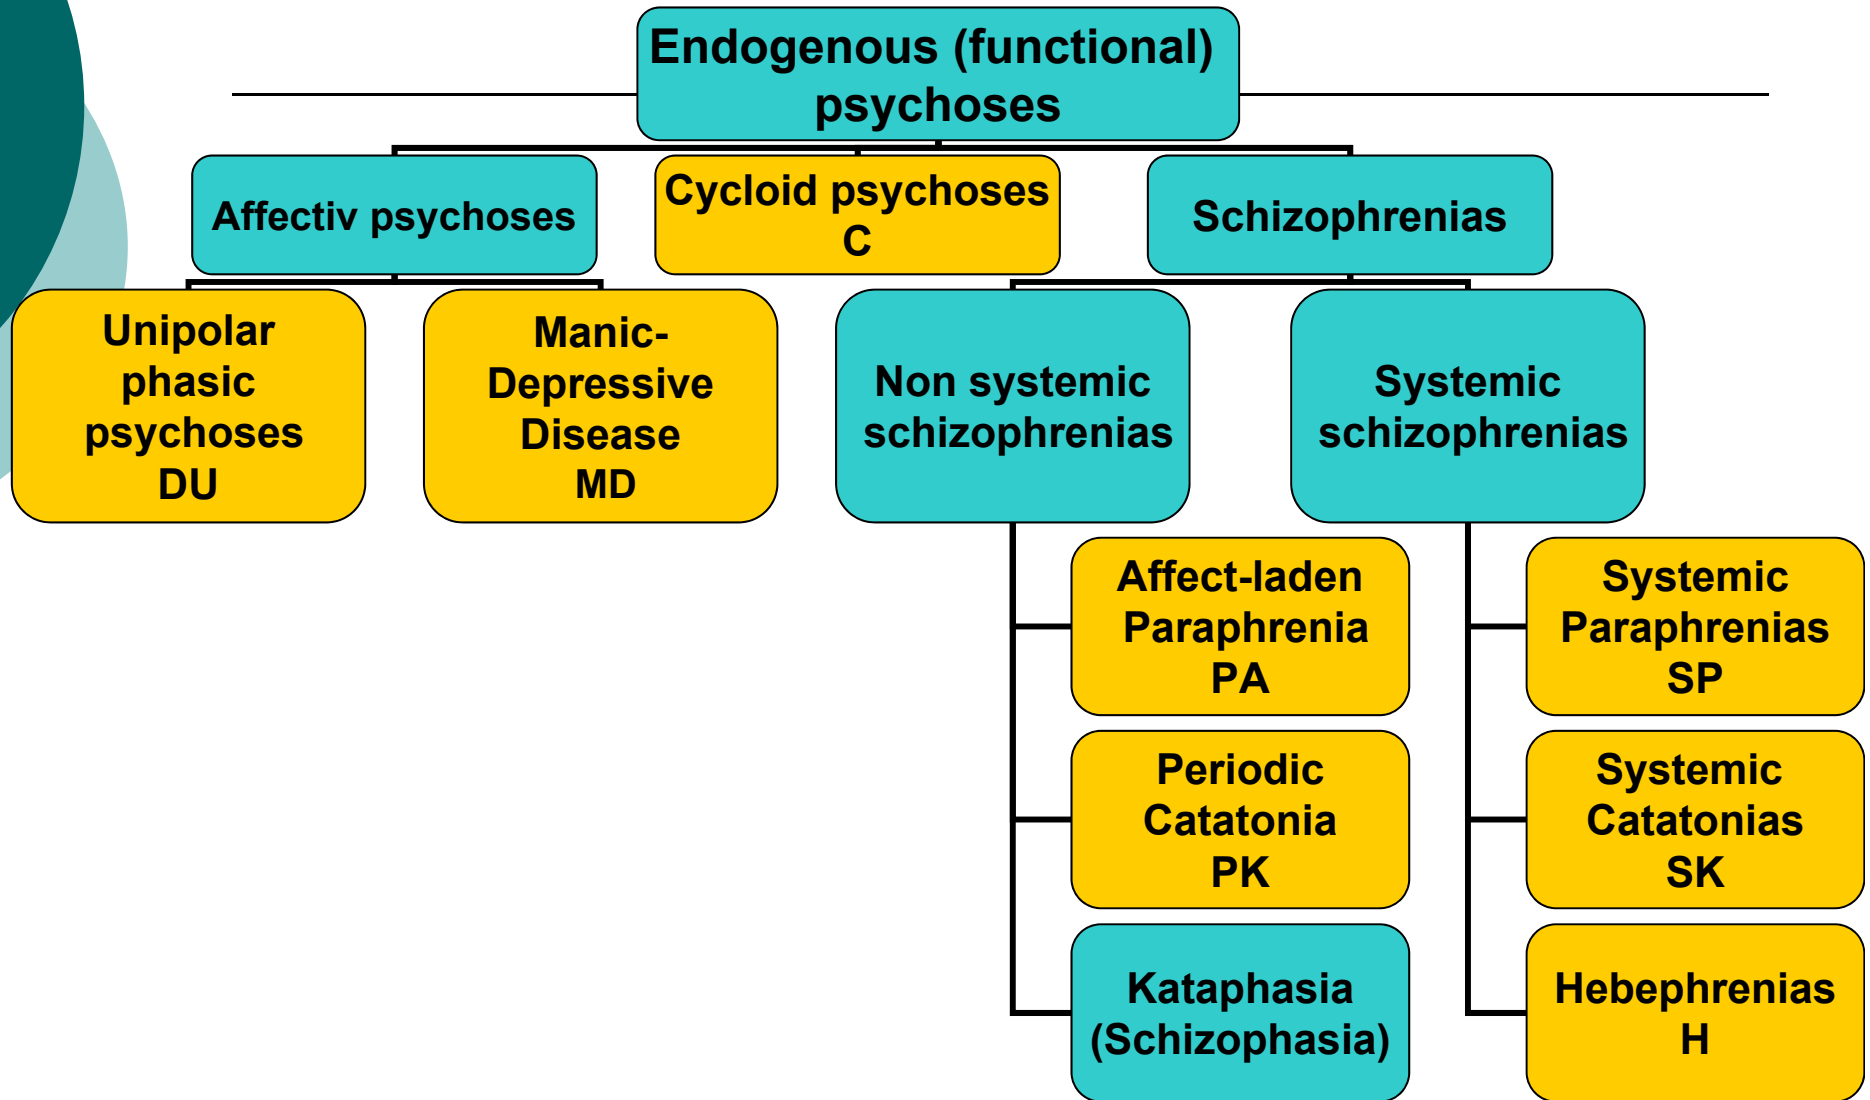 Endogenous (functional)
psychoses
Affectiv psychoses
Cycloid psychoses
C
Schizophrenias
Unipolar
phasic
psychoses
DU
Manic-
Depressive
Disease
MD
Non systemic
schizophrenias
Systemic
schizophrenias
Affect-laden
Paraphrenia
PA
Systemic
Paraphrenias
SP
Periodic
Catatonia
PK
Systemic
Catatonias
SK
Kataphasia
(Schizophasia)
Hebephrenias
H